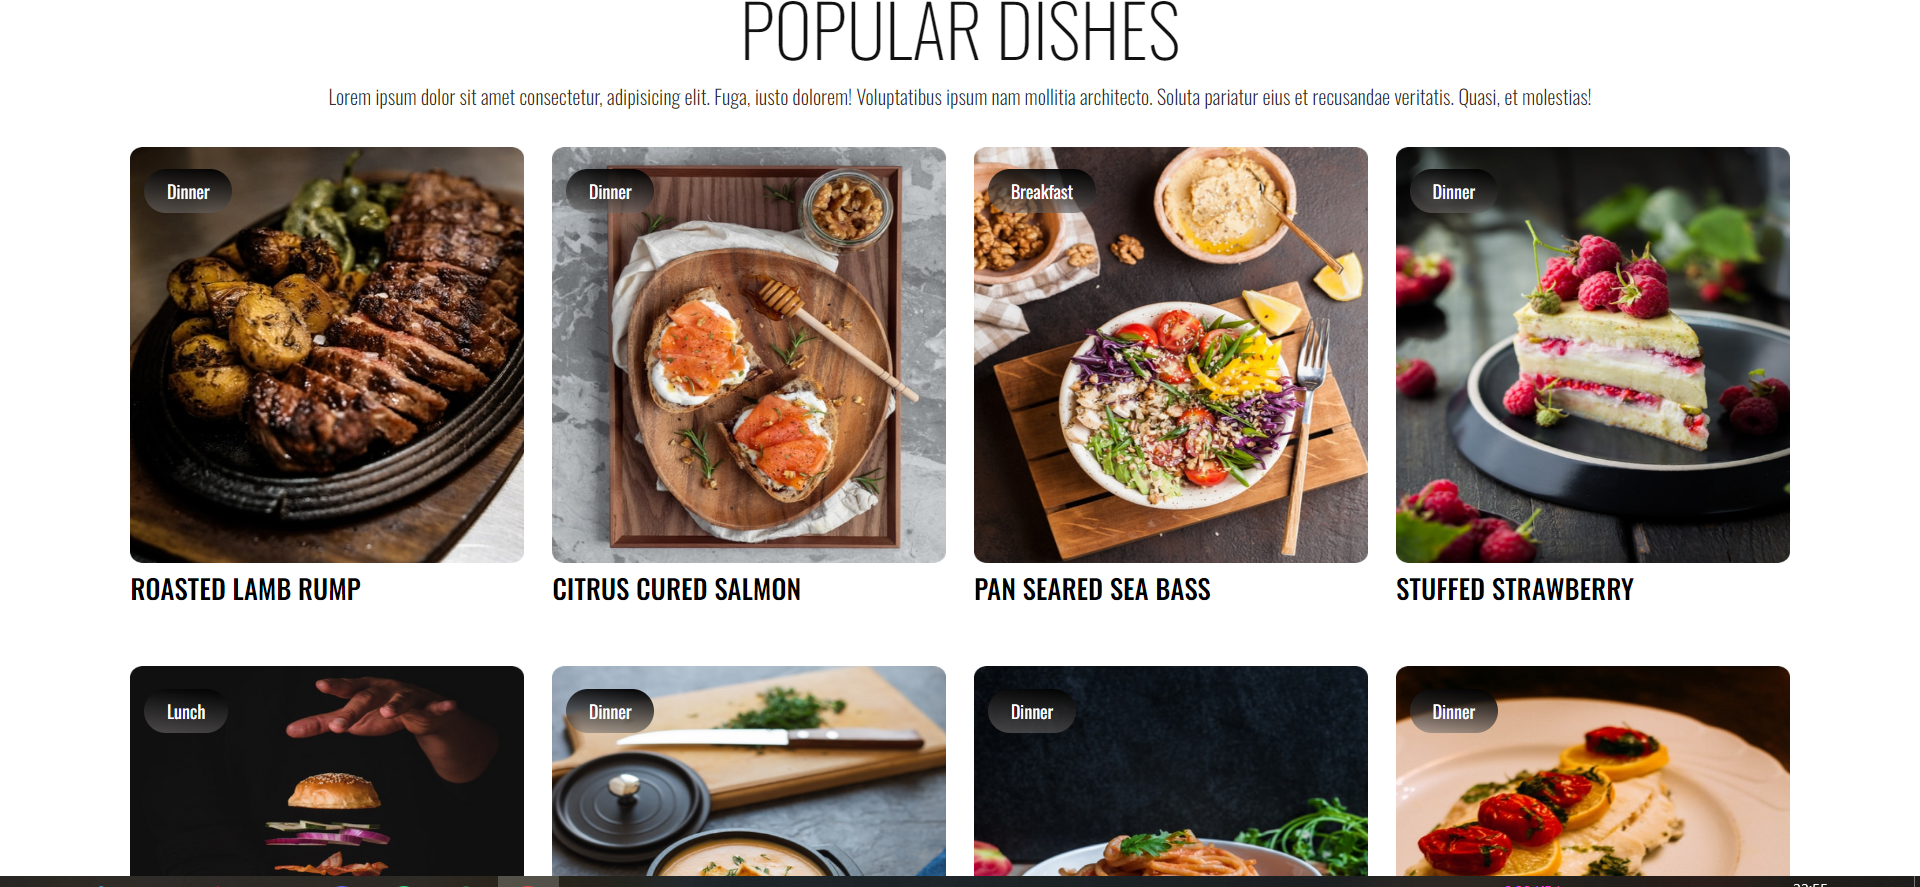 POPULAR DISHES
Lorem ipsum dolor sit amet consectetur, adipisicing elit. Fuga, iusto dolorem! Voluptatibus ipsum nam mollitia architecto. Soluta pariatur eius et recusandae veritatis. Quasi, et molestias!
Dinner
Dinner
Breakfast
Dinner
ROASTED LAMB RUMP
CITRUS CURED SALMON
PAN SEARED SEA BASS
STUFFED STRAWBERRY
Lunch
Dinner
Dinner
Dinner